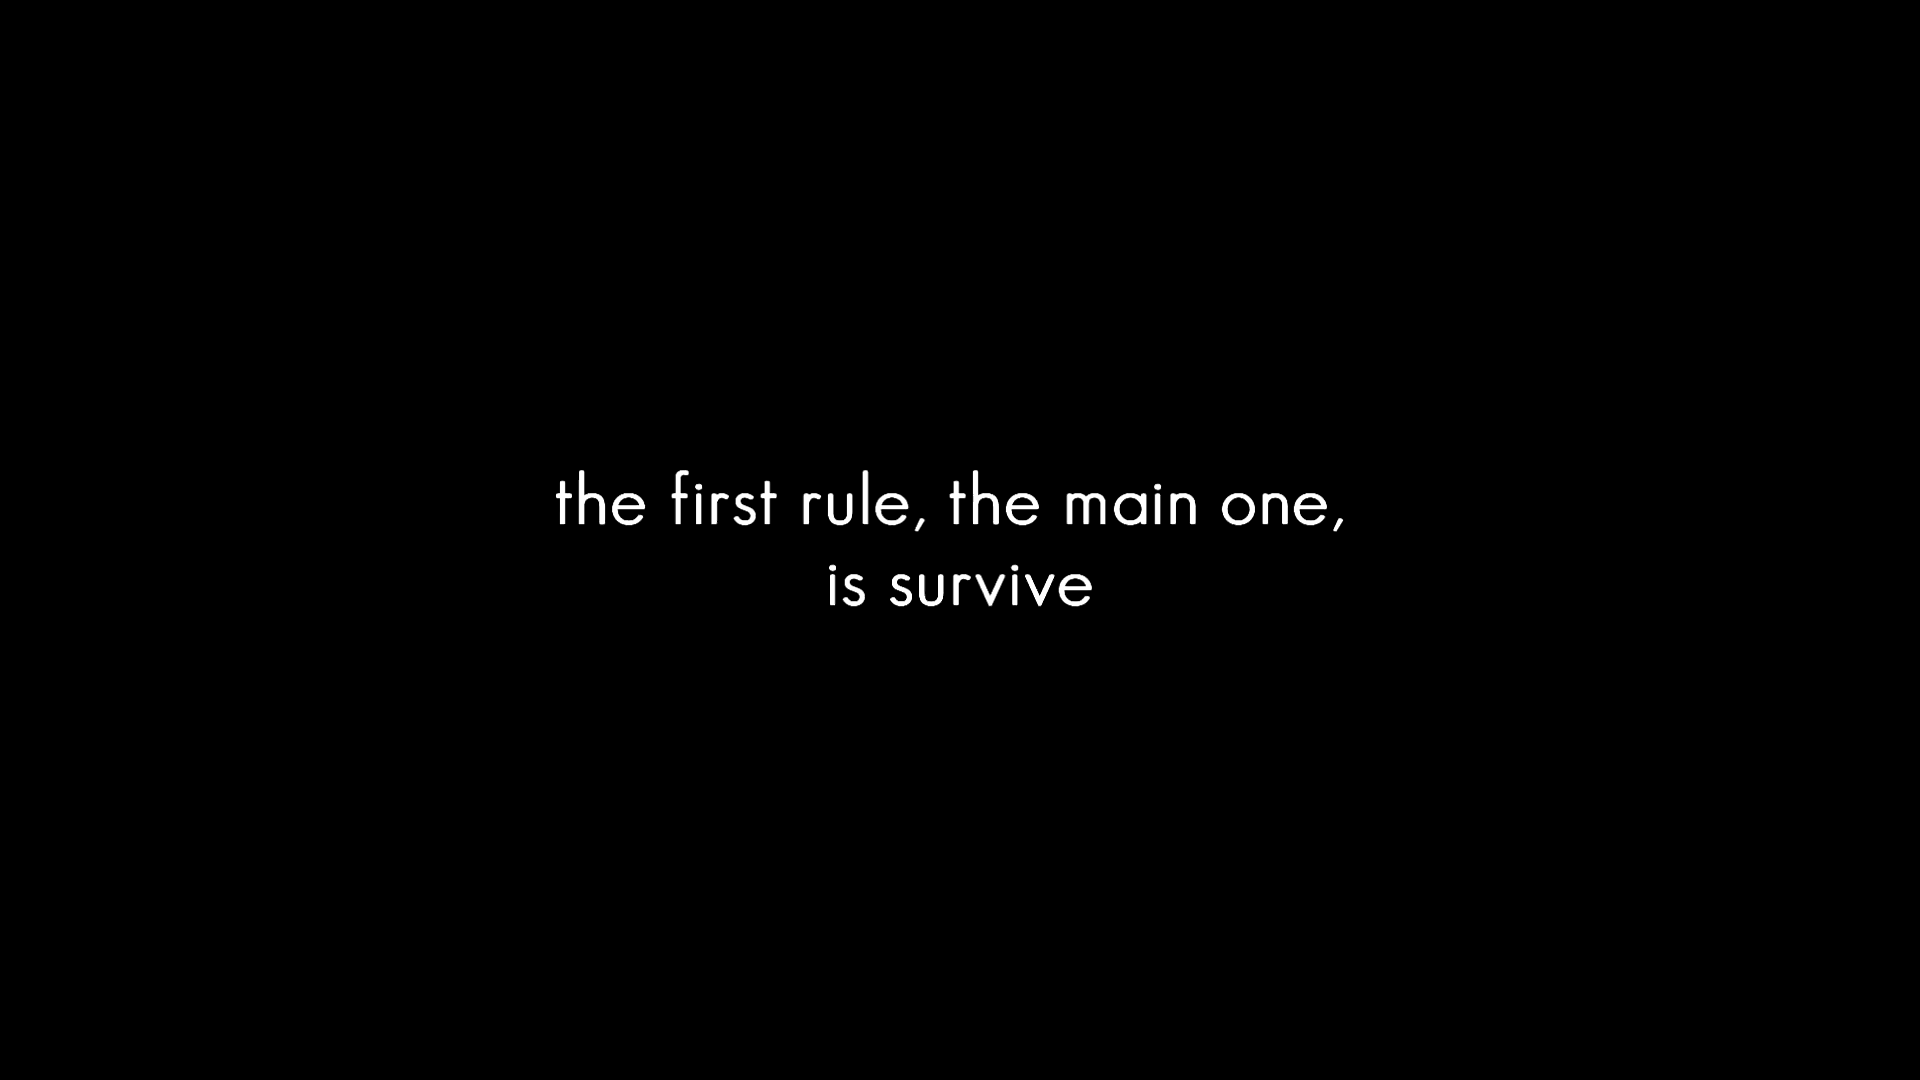 the first rule, the main one,
is survive